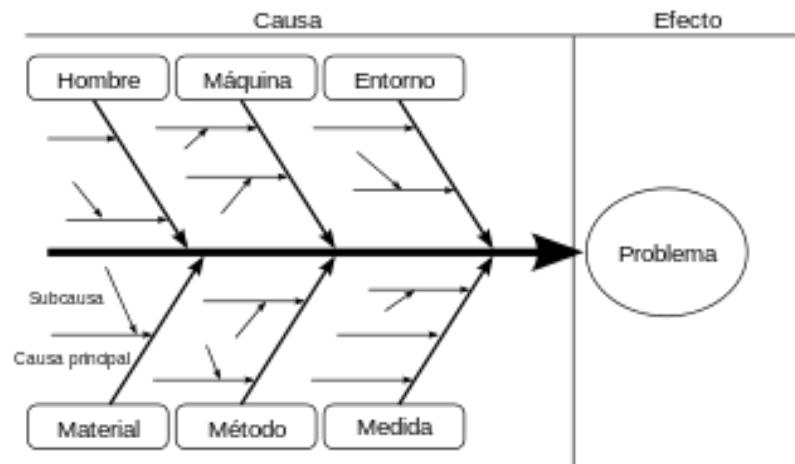 Causa
Efecto
Hombre
Máquina
Entorno
Problema
Subcausa
Causa principal
Material
Método
Medida